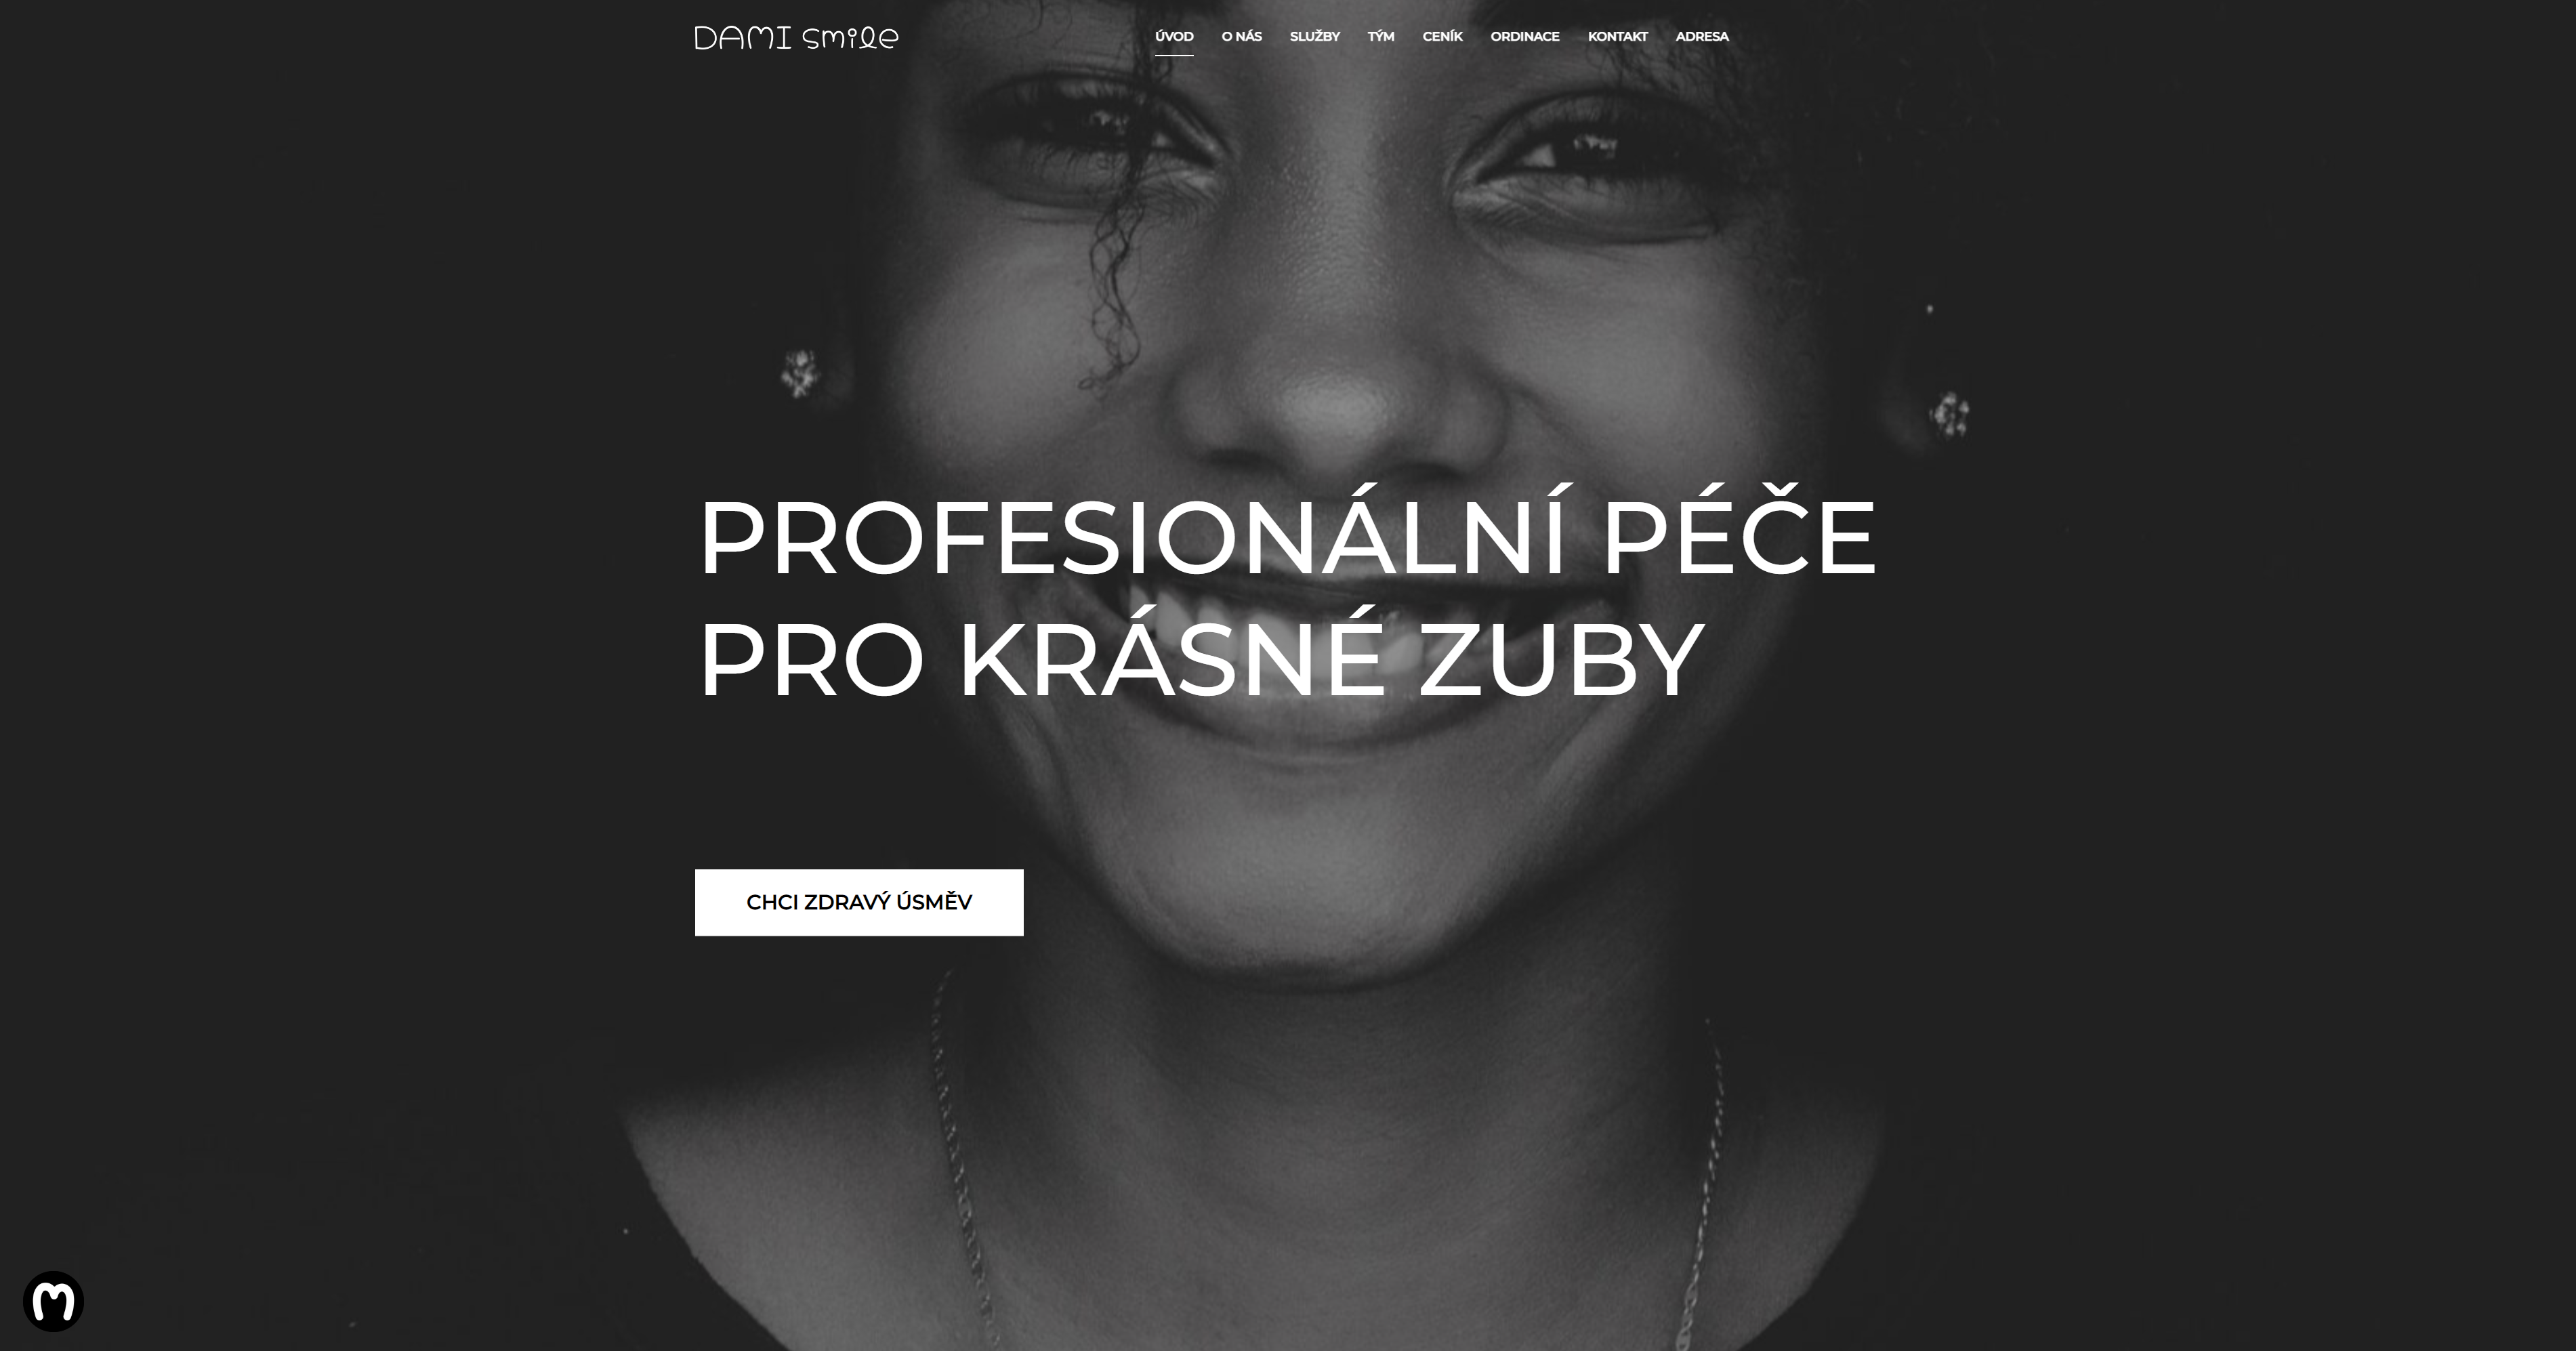 DAMI smile
ÚVOD O NÁS SLUŽBY TÝM CENÍK ORDINACE KONTAKT ADRESA
PROFESIONÁLNÍ PÉČE
PRO KRÁSNÉ ZUBY
CHCI ZDRAVÝ ÚSMĚV
m